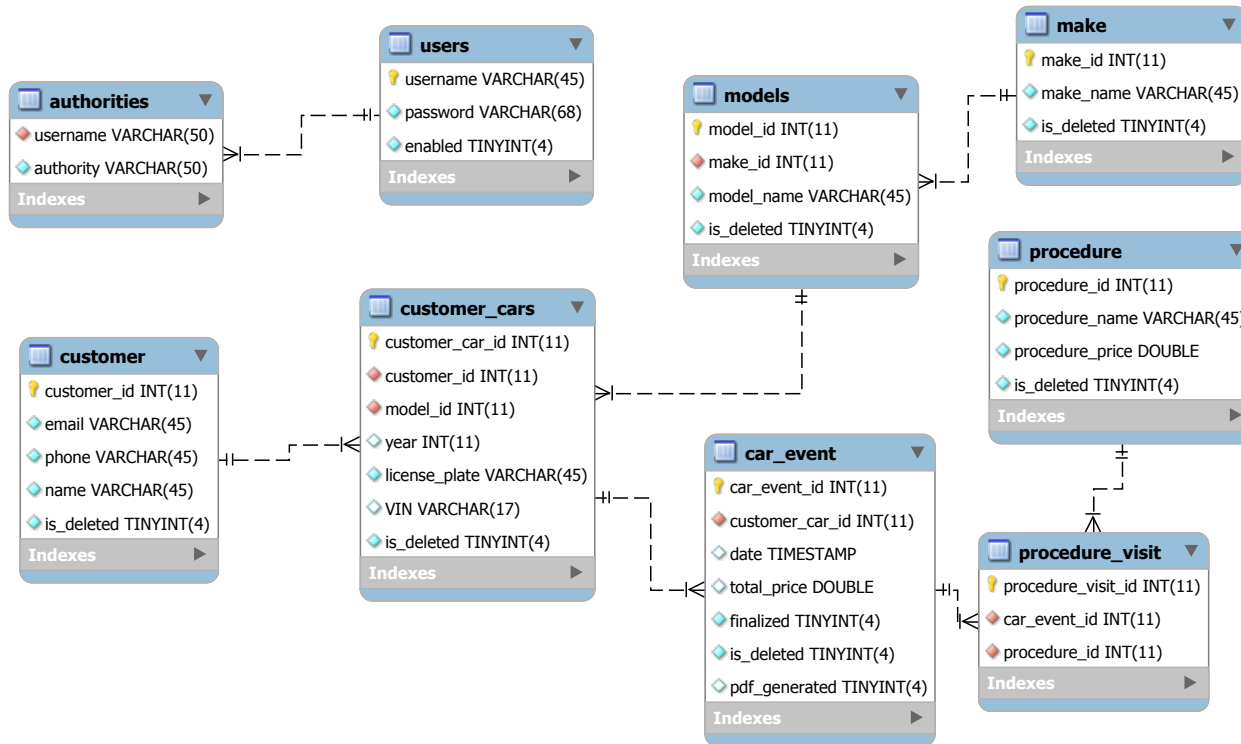 authorities
username VARCHAR(50)
authority VARCHAR(50)
Indexes
users
username VARCHAR(45)
password VARCHAR(68)
enabled TINYINT(4)
Indexes
models
model_id INT(11)
make_id INT(11)
model_name VARCHAR(45)
is_deleted TINYINT(4)
Indexes
make
make_id INT(11)
make_name VARCHAR(45)
is_deleted TINYINT(4)
Indexes
customer
customer_id INT(11)
email VARCHAR(45)
phone VARCHAR(45)
name VARCHAR(45)
is_deleted TINYINT(4)
Indexes
customer_cars
customer_car_id INT(11)
customer_id INT(11)
model_id INT(11)
year INT(11)
license_plate VARCHAR(45)
VIN VARCHAR(17)
is_deleted TINYINT(4)
Indexes
car_event
car_event_id INT(11)
customer_car_id INT(11)
date TIMESTAMP
total_price DOUBLE
finalized TINYINT(4)
is_deleted TINYINT(4)
pdf_generated TINYINT(4)
Indexes
procedure
procedure_id INT(11)
procedure_name VARCHAR(45)
procedure_price DOUBLE
is_deleted TINYINT(4)
Indexes
procedure_visit
procedure_visit_id INT(11)
car_event_id INT(11)
procedure_id INT(11)
Indexes